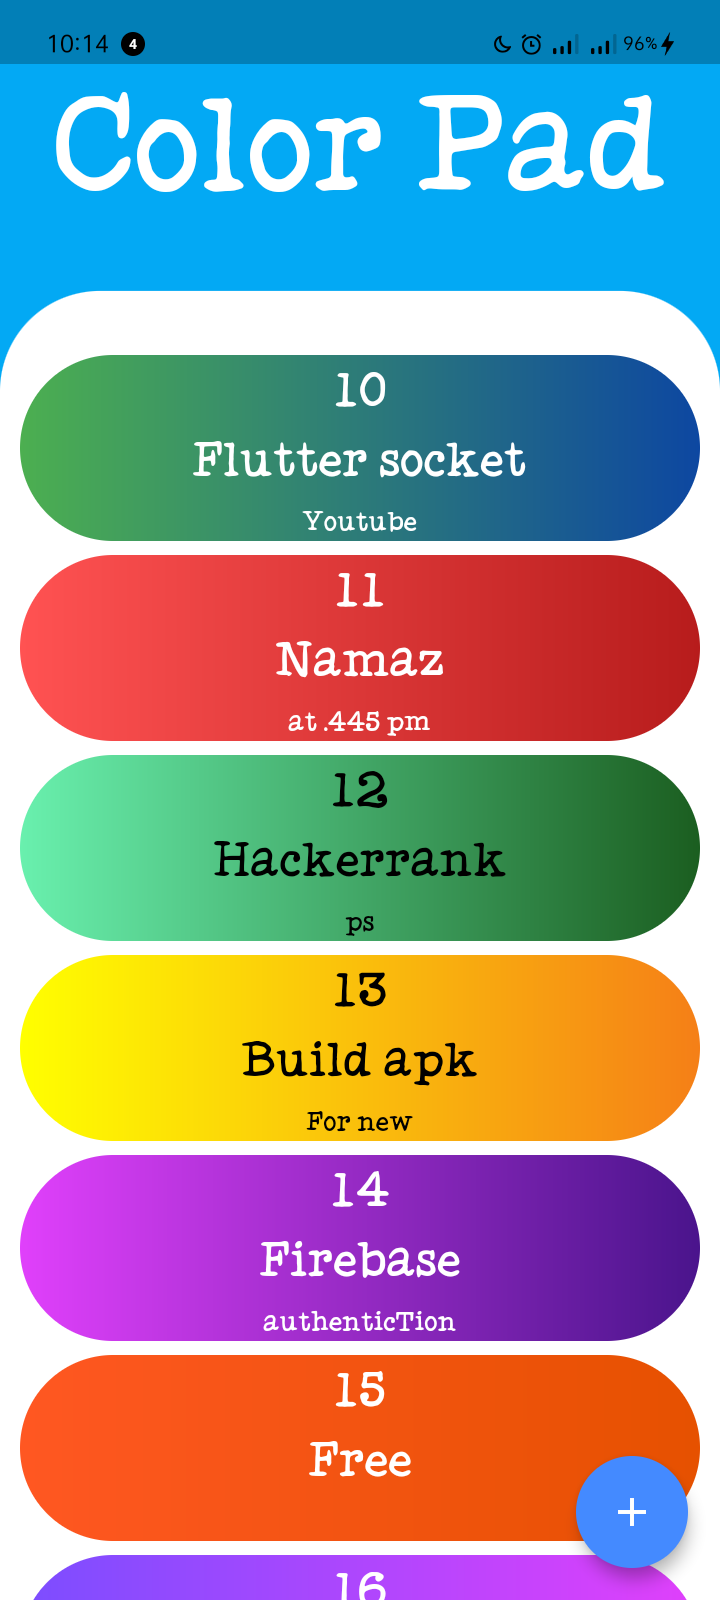 10:14 4 96%
Color Pad
10
Flutter socket
Youtube
11
Namaz
at .445 pm
12
Hackerrank
ps
13
Build apk
For new
14
Firebase
authenticTion
15
Free
+
16